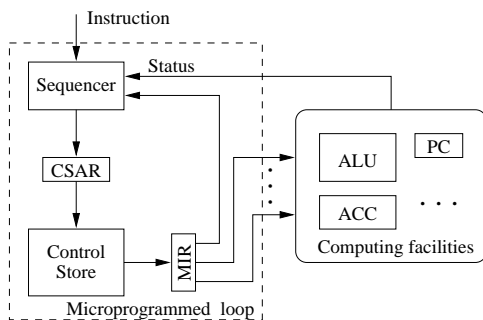 Instruction
Sequencer
Status
CSAR
Control
Store
MIR
Microprogrammed loop
ALU
PC
ACC
. . .
Computing facilities